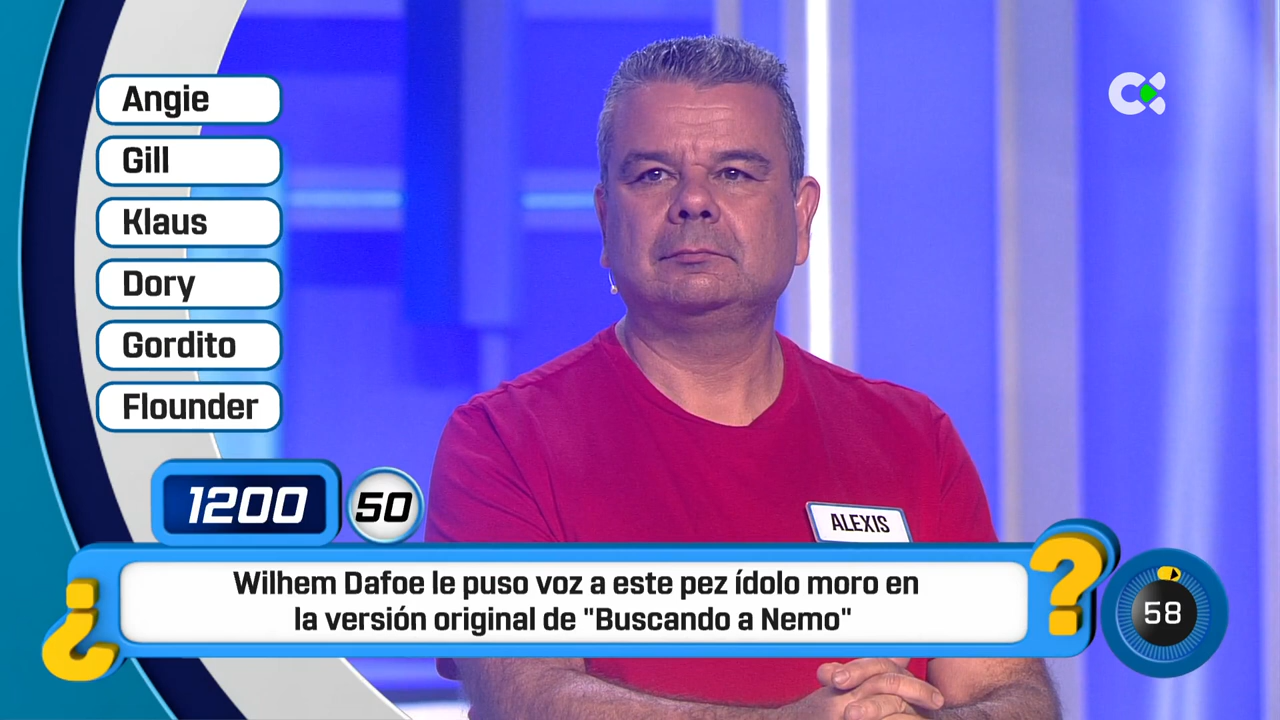 Angie
Gill
Klaus
Dory
Gordito
Flounder
1200 50
ALEXIS
Wilhem Dafoe le puso voz a este pez ídolo moro en
la versión original de "Buscando a Nemo"
58